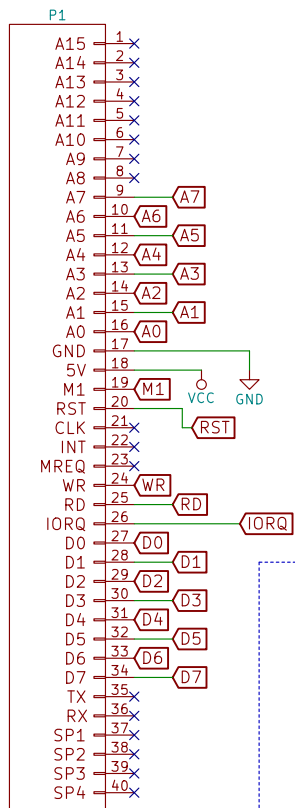 P1
A15 1
A14 2
A13 3
A12 4
A11 5
A10 6
A9 7
A8 8
A7 9 A7
A6 10 A6
A5 11 A5
A4 12 A4
A3 13 A3
A2 14 A2
A1 15 A1
A0 16 A0
GND 17
5V 18
M1 19 M1 VCC GND
RST 20
CLK 21 RST
INT 22
MREQ 23
WR 24 WR
RD 25 RD
IORQ 26 IORQ
D0 27 D0
D1 28 D1
D2 29 D2
D3 30 D3
D4 31 D4
D5 32 D5
D6 33 D6
D7 34 D7
TX 35
RX 36
SP1 37
SP2 38
SP3 39
SP4 40